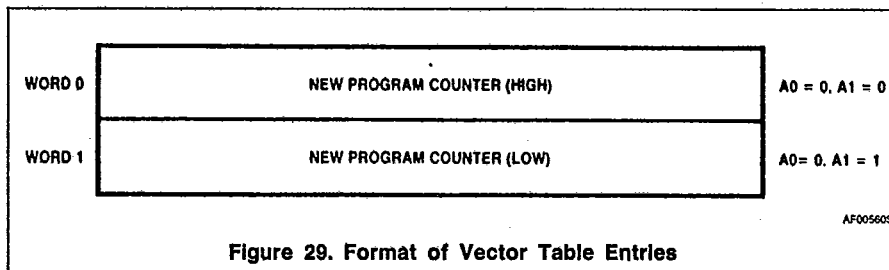 WORD 0 NEW PROGRAM COUNTER (HIGH) A0 = 0, A1 = 0
WORD 1 NEW PROGRAM COUNTER (LOW) A0= 0, A1 = 1
AF00560S
Figure 29. Format of Vector Table Entries